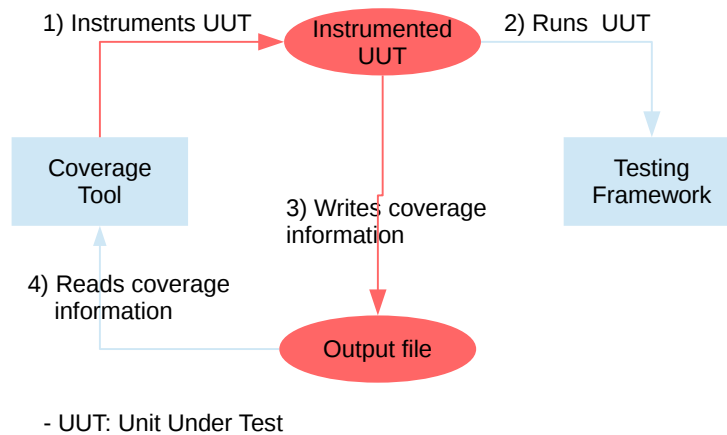 1) Instruments UUT
Instrumented
UUT
2) Runs UUT
Coverage
Tool
Testing
Framework
3) Writes coverage
information
4) Reads coverage
information
Output file
- UUT: Unit Under Test